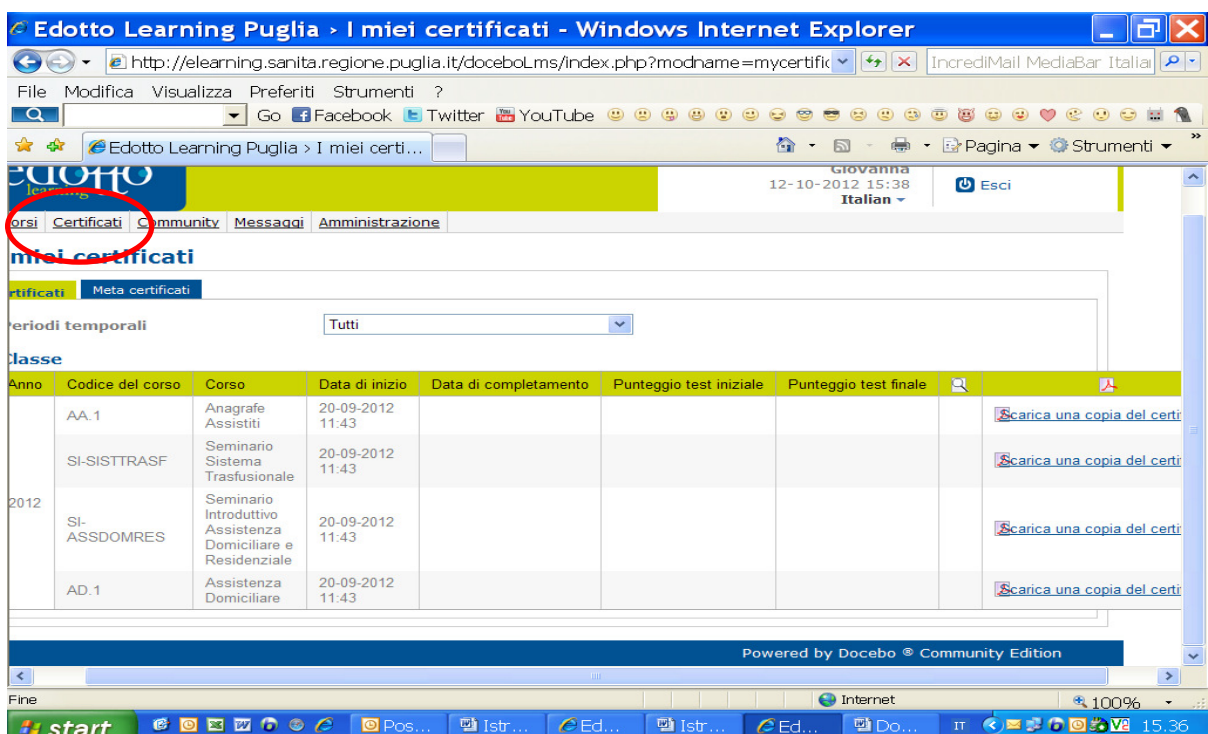 Edotto Learning Puglia > I miei certificati - Windows Internet Explorer
http://elearning.sanita.regione.puglia.it/doceboLms/index.php?modname=mycertific
IncrediMail MediaBar Italia
File Modifica Visualizza Preferiti Strumenti ?
Go Facebook Twitter YouTube
Edotto Learning Puglia > I miei certi... Pagina Strumenti »
edotto
learning
Giovanna
12-10-2012 15:38
Italian
Esci
orsi Certificati Community Messaggi Amministrazione
miei certificati
rtificati Meta certificati
Periodi temporali Tutti
Classe
Anno Codice del corso Corso Data di inizio Data di completamento Punteggio test iniziale Punteggio test finale
2012
AA.1 Anagrafe Assistiti 20-09-2012 11:43 Scarica una copia del certi
SI-SISTTRASF Seminario Sistema Trasfusionale 20-09-2012 11:43 Scarica una copia del certi
SI-ASSDOMRES Seminario Introduttivo Assistenza Domiciliare e Residenziale 20-09-2012 11:43 Scarica una copia del certi
AD.1 Assistenza Domiciliare 20-09-2012 11:43 Scarica una copia del certi
Powered by Docebo ® Community Edition
Fine Internet 100%
start Pos... Istr... Ed... Istr... Ed... Do... IT V2 15.36